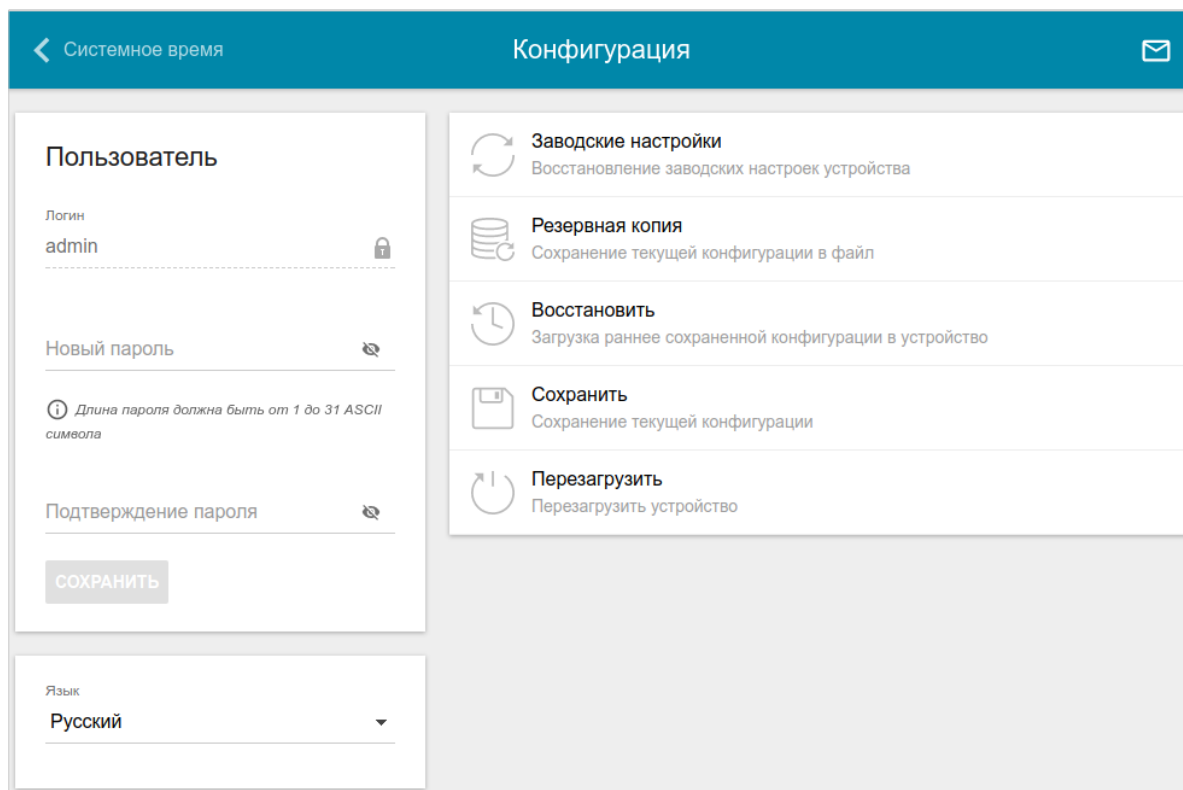 Системное время
Конфигурация
Пользователь
Логин
admin
Новый пароль
Длина пароля должна быть от 1 до 31 ASCII
символа
Подтверждение пароля
СОХРАНИТЬ
Язык
Русский
Заводские настройки
Восстановление заводских настроек устройства
Резервная копия
Сохранение текущей конфигурации в файл
Восстановить
Загрузка раннее сохраненной конфигурации в устройство
Сохранить
Сохранение текущей конфигурации
Перезагрузить
Перезагрузить устройство